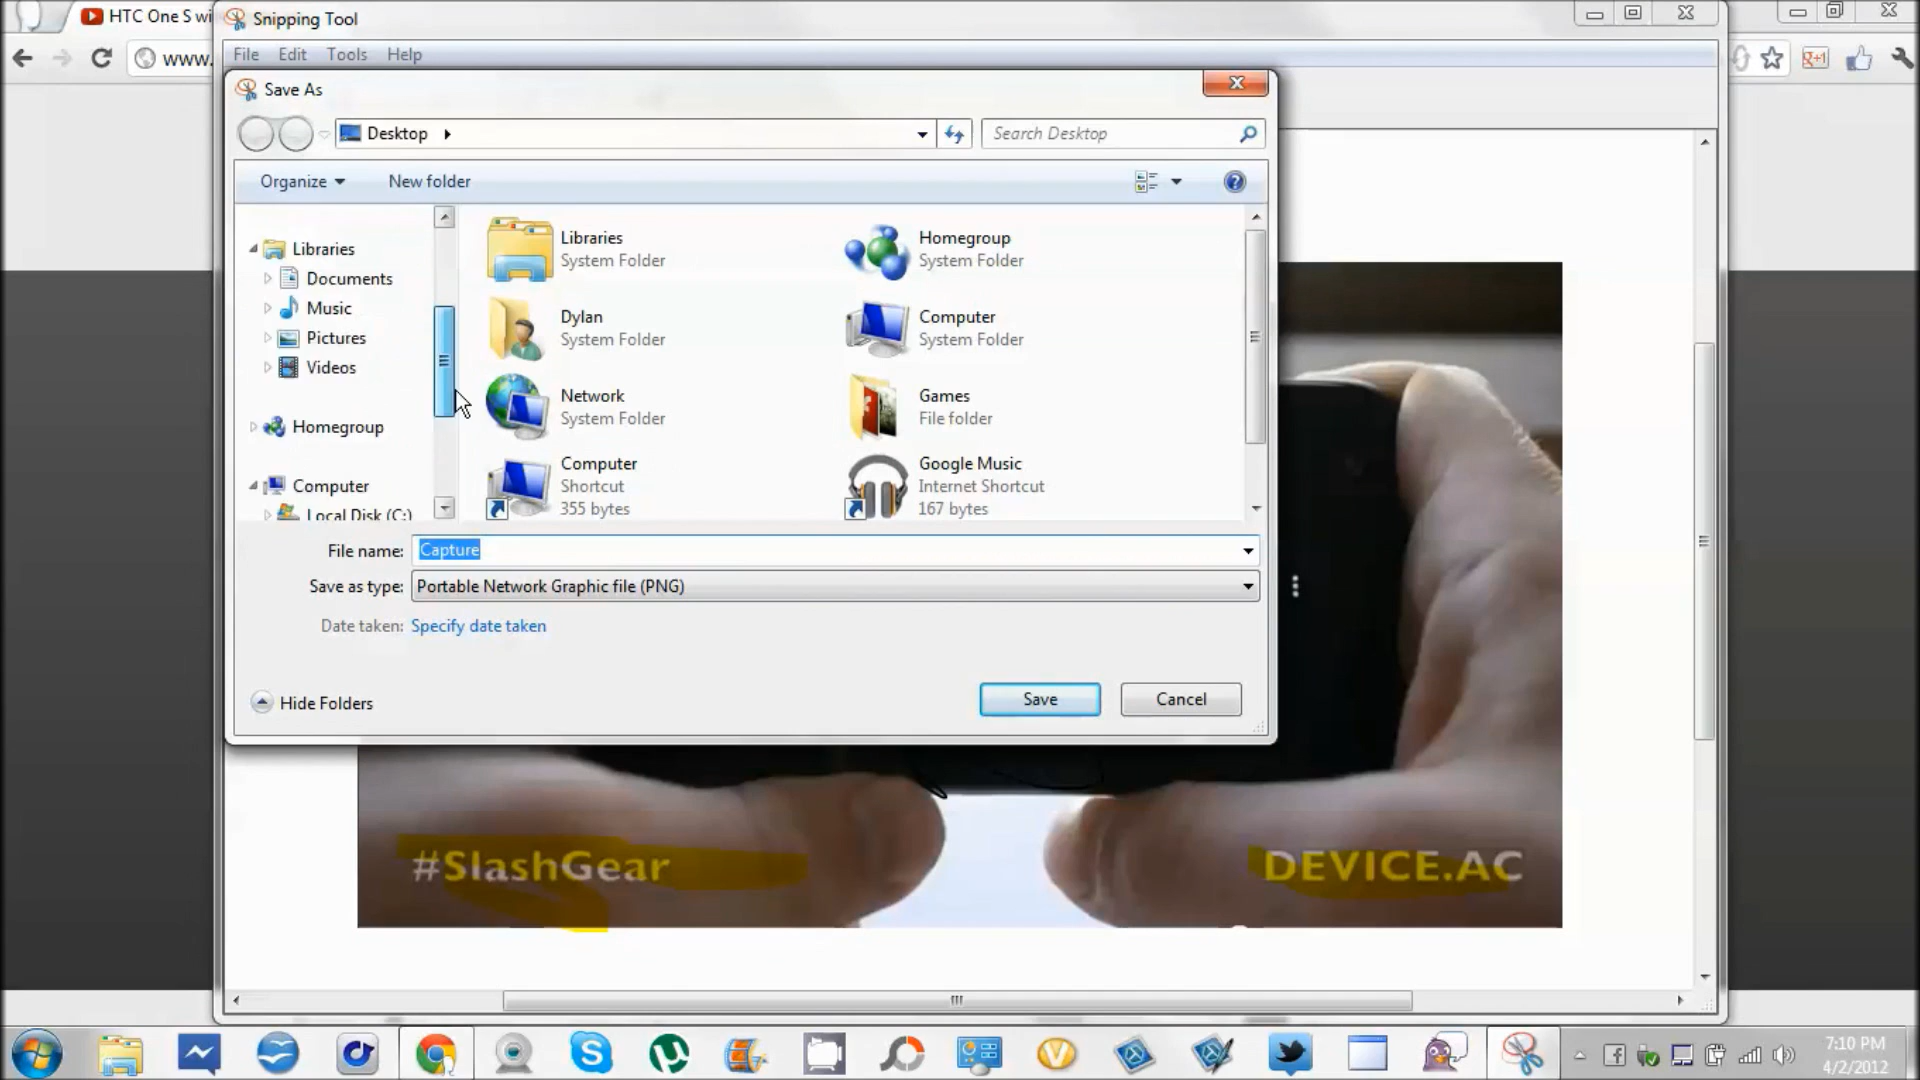 HTC One S wi
Snipping Tool
File Edit Tools Help
www.
g+1
Save As
Desktop
Search Desktop
Organize
New folder
Libraries
Documents
Music
Pictures
Videos
Homegroup
Computer
Local Disk (C:)
Libraries
System Folder
Homegroup
System Folder
Dylan
System Folder
Computer
System Folder
Network
System Folder
Games
File folder
Computer
Shortcut
355 bytes
Google Music
Internet Shortcut
167 bytes
File name: Capture
Save as type: Portable Network Graphic file (PNG)
Date taken: Specify date taken
Hide Folders
Save
Cancel
#SlashGear
DEVICE.AC
7:10 PM
4/2/2012